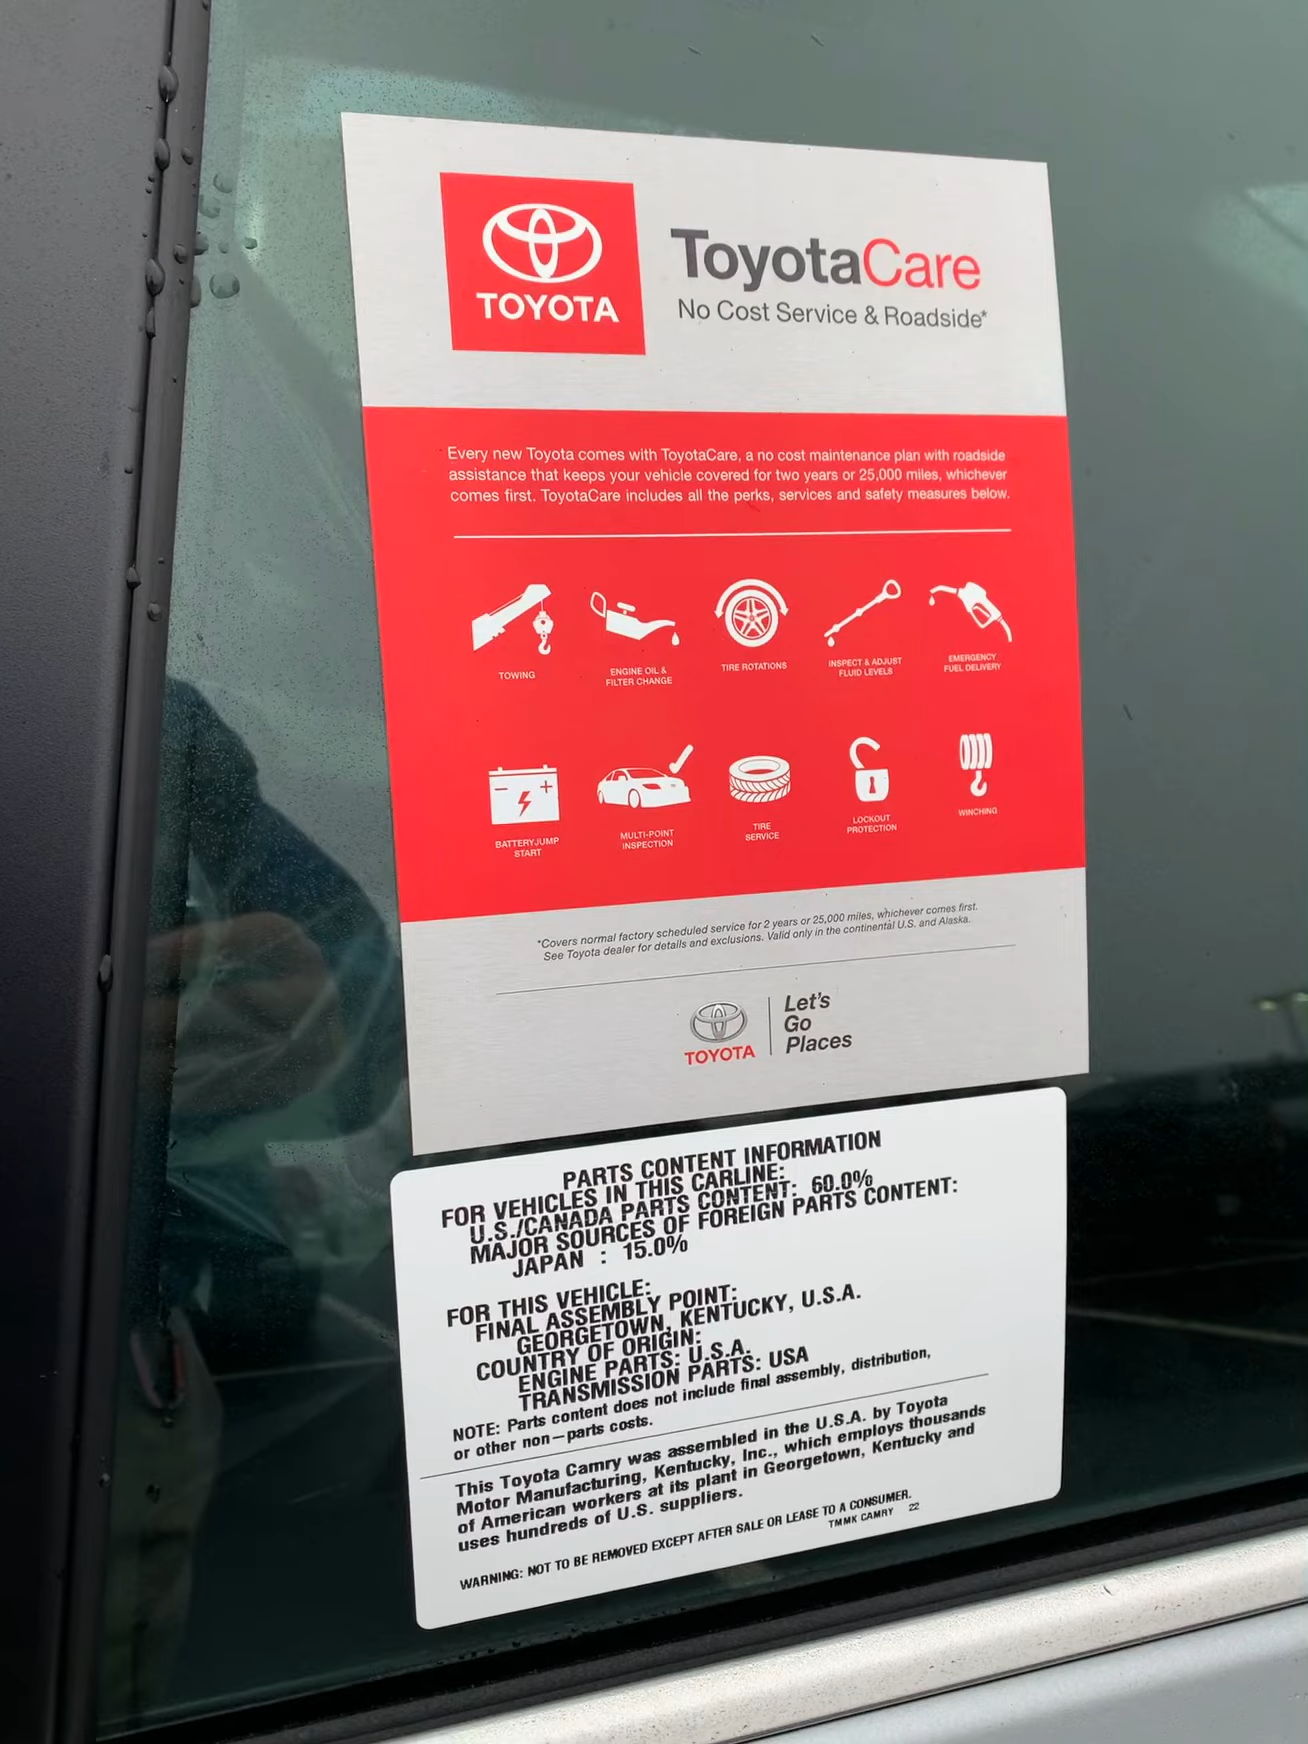 TOYOTA
ToyotaCare
No Cost Service & Roadside*
Every new Toyota comes with ToyotaCare, a no cost maintenance plan with roadside
assistance that keeps your vehicle covered for two years or 25,000 miles, whichever
comes first. ToyotaCare includes all the perks, services and safety measures below.
TOWING
ENGINE OIL &
FILTER CHANGE
TIRE ROTATIONS
INSPECT & ADJUST
FLUID LEVELS
EMERGENCY
FUEL DELIVERY
BATTERYJUMP
START
MULTI-POINT
INSPECTION
TIRE
SERVICE
LOCKOUT
PROTECTION
WINCHING
*Covers normal factory scheduled service for 2 years or 25,000 miles, whichever comes first.
See Toyota dealer for details and exclusions. Valid only in the continental U.S. and Alaska.
TOYOTA
Let's
Go
Places
PARTS CONTENT INFORMATION
FOR VEHICLES IN THIS CARLINE:
U.S./CANADA PARTS CONTENT: 60.0%
MAJOR SOURCES OF FOREIGN PARTS CONTENT:
JAPAN : 15.0%
FOR THIS VEHICLE:
FINAL ASSEMBLY POINT:
GEORGETOWN, KENTUCKY, U.S.A.
COUNTRY OF ORIGIN:
ENGINE PARTS: U.S.A.
TRANSMISSION PARTS: USA
NOTE: Parts content does not include final assembly, distribution,
or other non-parts costs.
This Toyota Camry was assembled in the U.S.A. by Toyota
Motor Manufacturing, Kentucky, Inc., which employs thousands
of American workers at its plant in Georgetown, Kentucky and
uses hundreds of U.S. suppliers.
WARNING: NOT TO BE REMOVED EXCEPT AFTER SALE OR LEASE TO A CONSUMER.
TMMK CAMRY 22